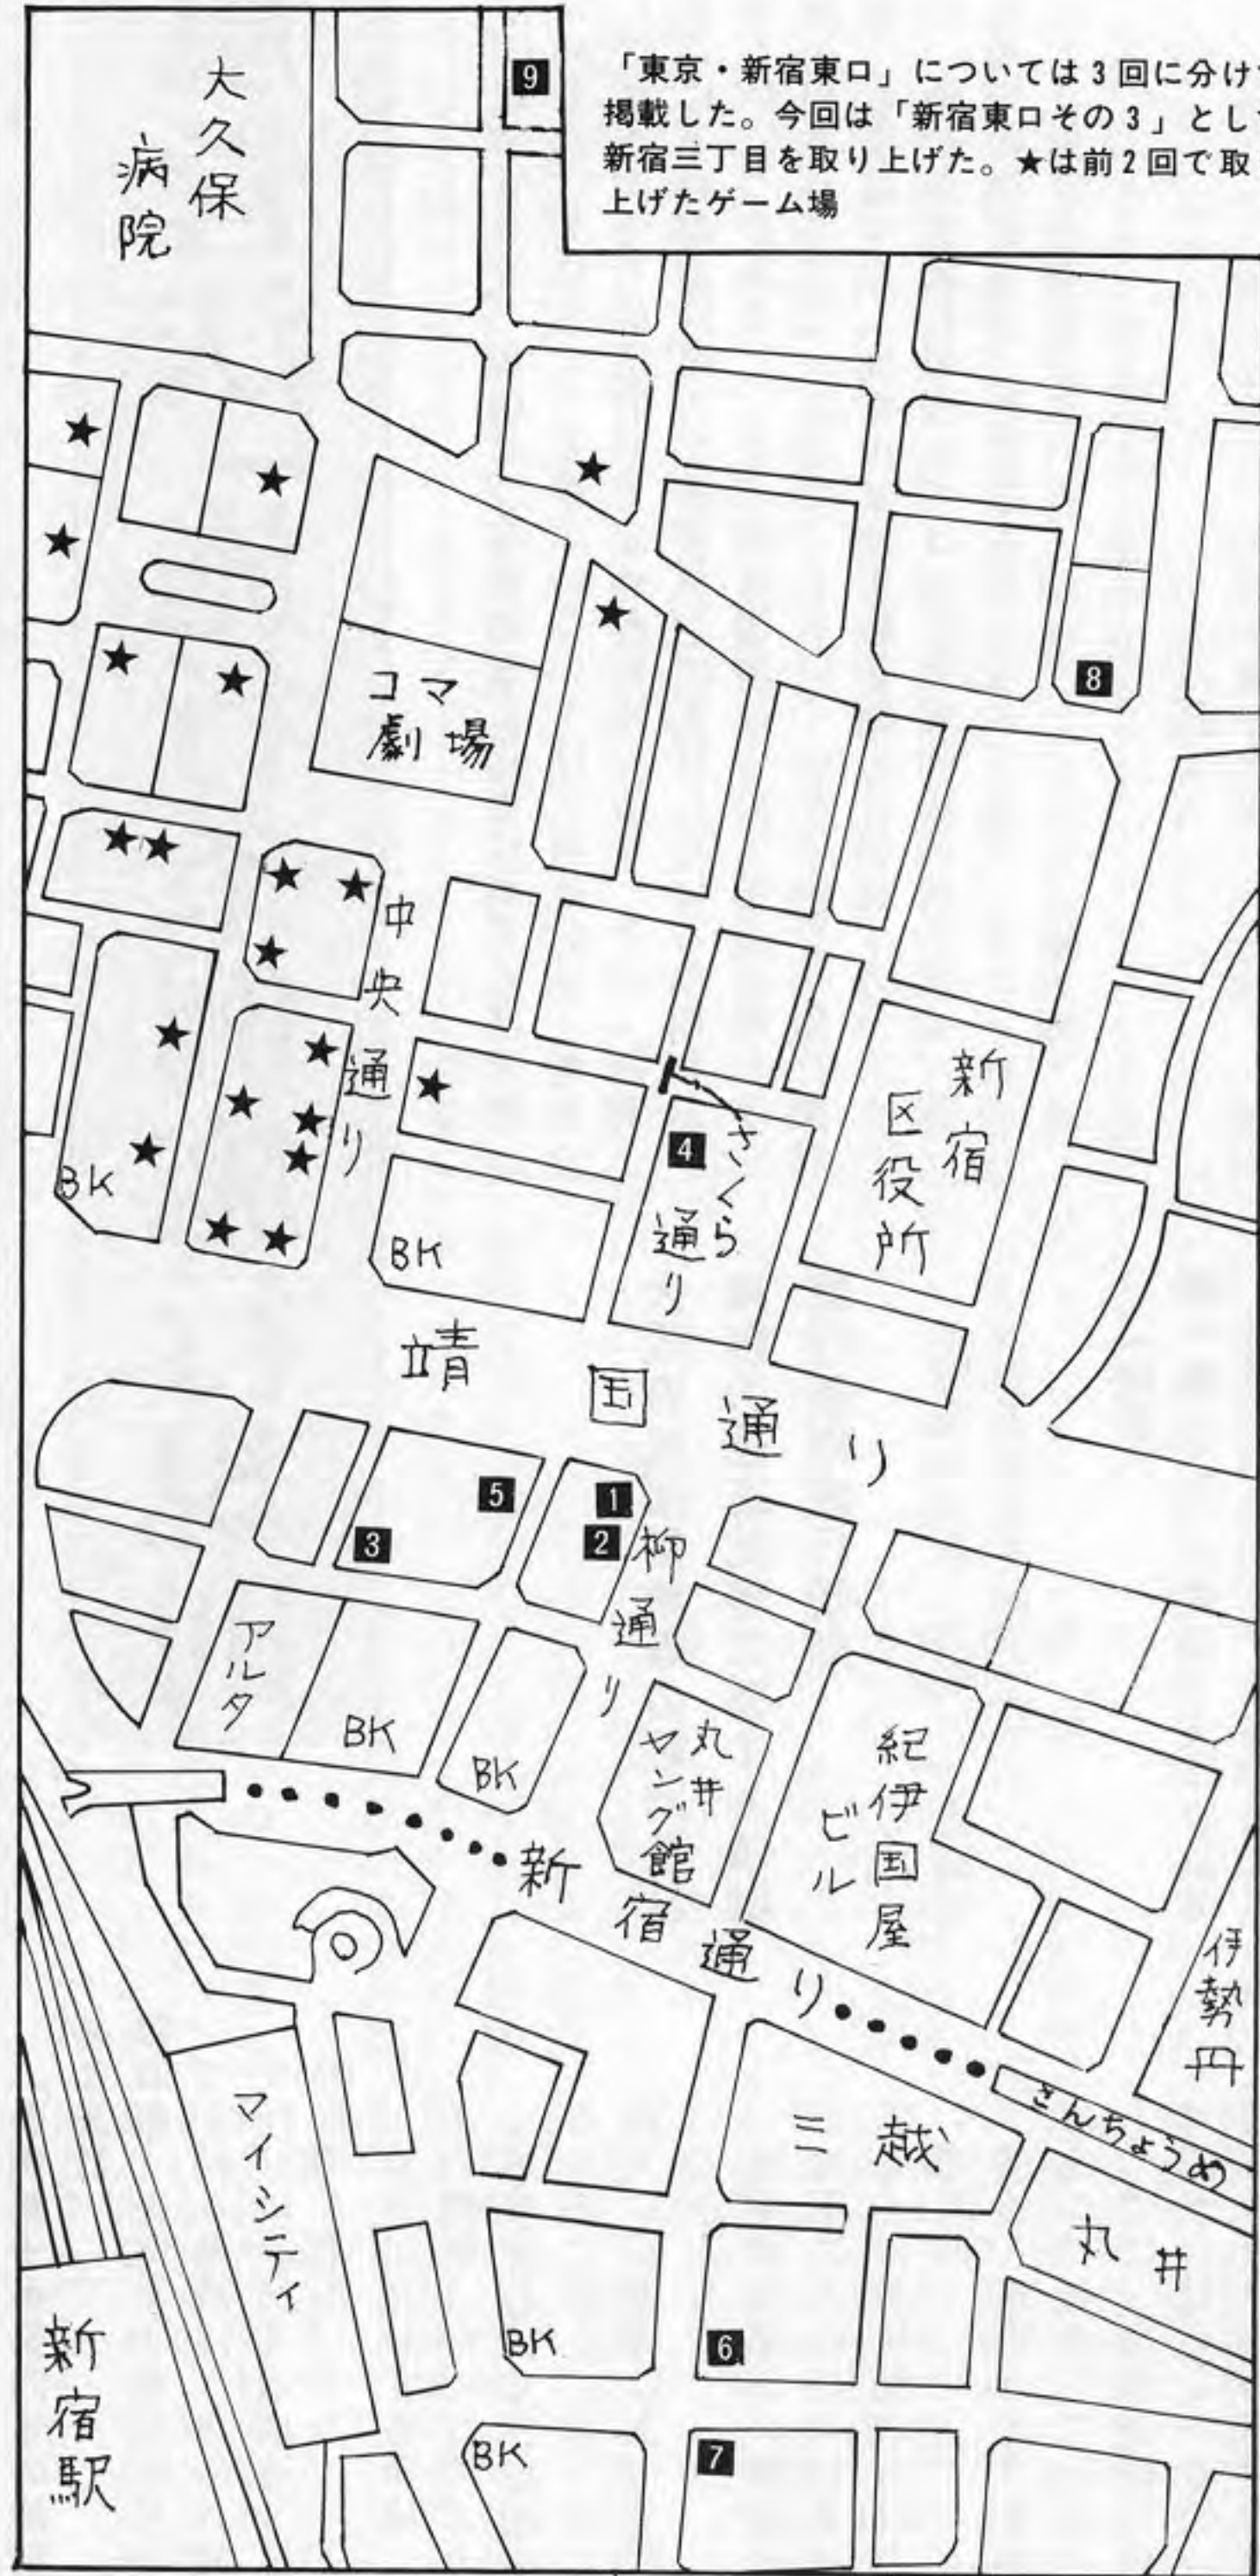 「東京・新宿東口」については3回に分けて
掲載した。今回は「新宿東口その3」とし
新宿三丁目を取り上げた。★は前2回で取
上げたゲーム場
9
大久保
病院
コマ
劇場
8
中央通り
新宿
区役所
4
さくら
通り
BK
BK
靖国通り
5
1
3
2
柳通り
アルタ
BK
BK
丸井
ヤング館
紀伊国屋
ビル
新宿通り
伊勢丹
さんちょうめ
三越
マイシティ
丸井
新宿駅
BK
6
BK
7